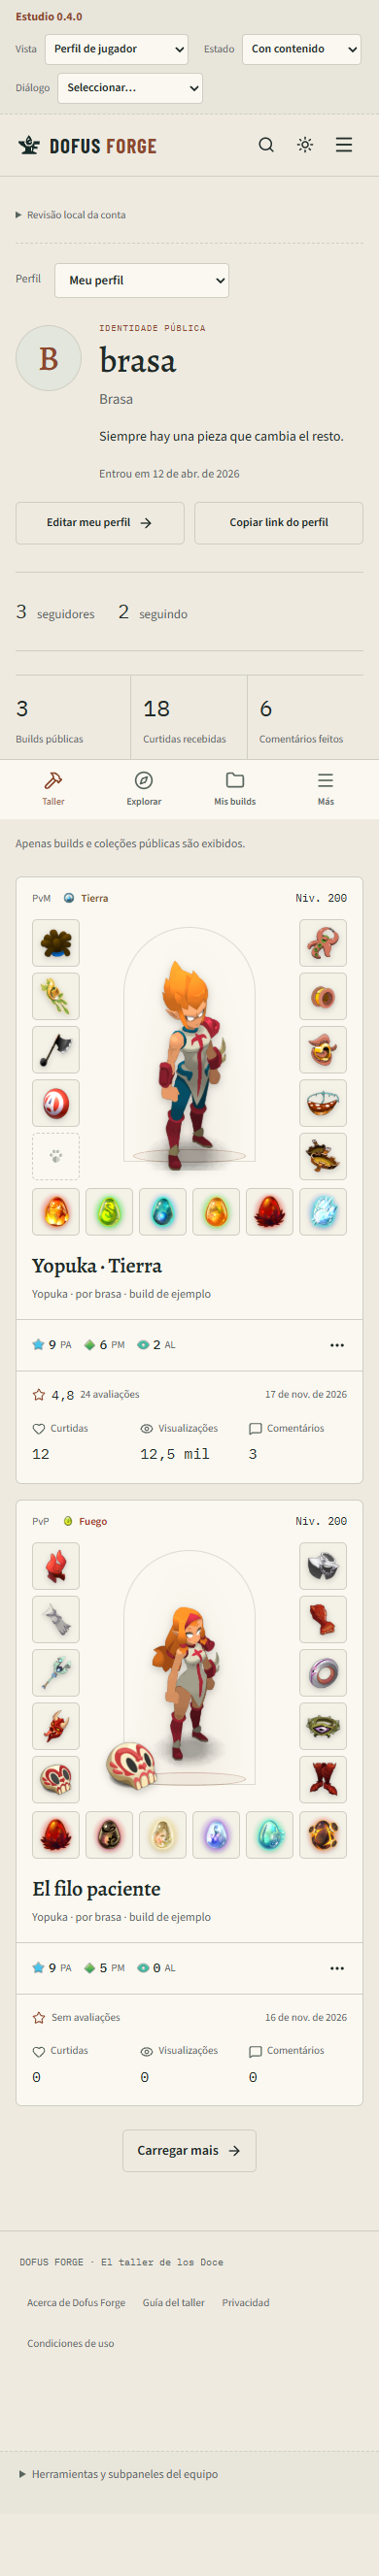 Estudio 0.4.0
Vista Perfil de jugador Estado Con contenido
Diálogo Seleccionar...
DOFUS FORGE
Revisão local da conta
Perfil Meu perfil
B
IDENTIDADE PÚBLICA
brasa
Brasa
Siempre hay una pieza que cambia el resto.
Entrou em 12 de abr. de 2026
Editar meu perfil
Copiar link do perfil
3 seguidores 2 seguindo
3 18 6
Builds públicas Curtidas recebidas Comentários feitos
Taller Explorar Mis builds Más
Apenas builds e coleções públicas são exibidos.
PvM Tierra Niv. 200
Yopuka · Tierra
Yopuka · por brasa · build de ejemplo
9 PA 6 PM 2 AL
4,8 24 avaliações 17 de nov. de 2026
Curtidas Visualizações Comentários
12 12,5 mil 3
PvP Fuego Niv. 200
El filo paciente
Yopuka · por brasa · build de ejemplo
9 PA 5 PM 0 AL
Sem avaliações 16 de nov. de 2026
Curtidas Visualizações Comentários
0 0 0
Carregar mais
DOFUS FORGE · El taller de los Doce
Acerca de Dofus Forge Guía del taller Privacidad
Condiciones de uso
Herramientas y subpaneles del equipo